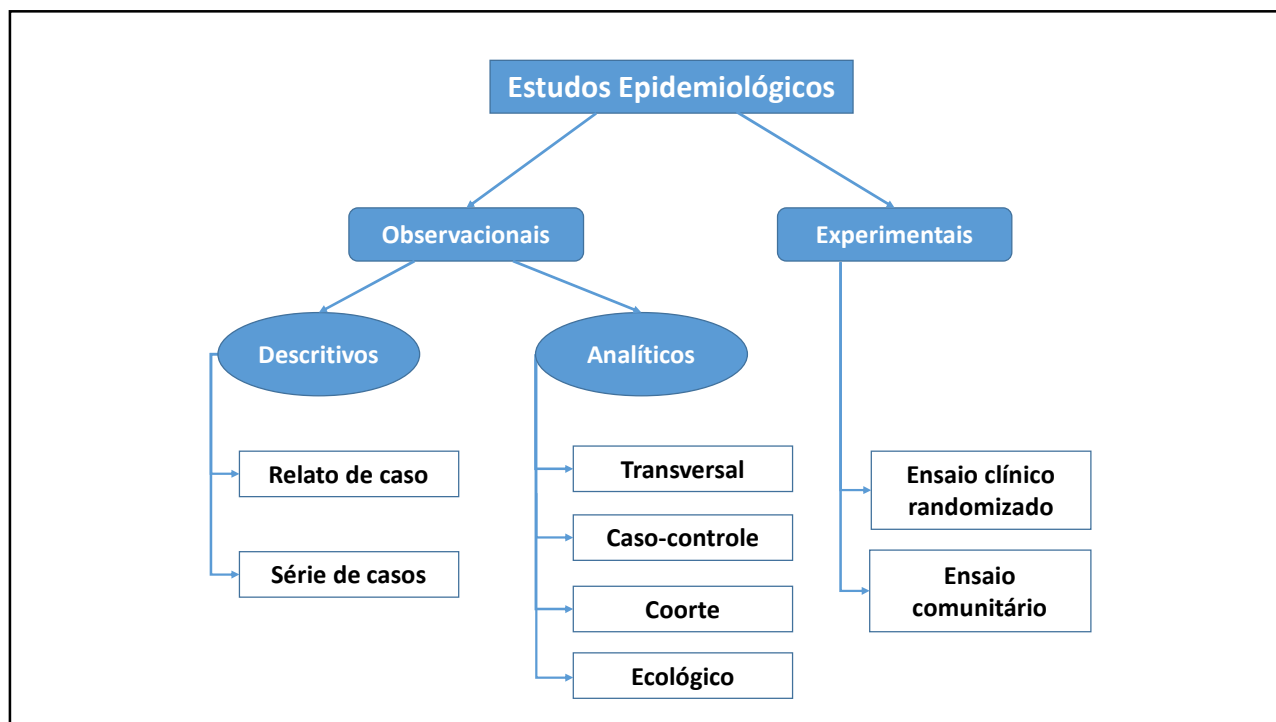 Estudos Epidemiológicos
Observacionais
Experimentais
Descritivos
Analíticos
Relato de caso
Série de casos
Transversal
Caso-controle
Coorte
Ecológico
Ensaio clínico
randomizado
Ensaio
comunitário